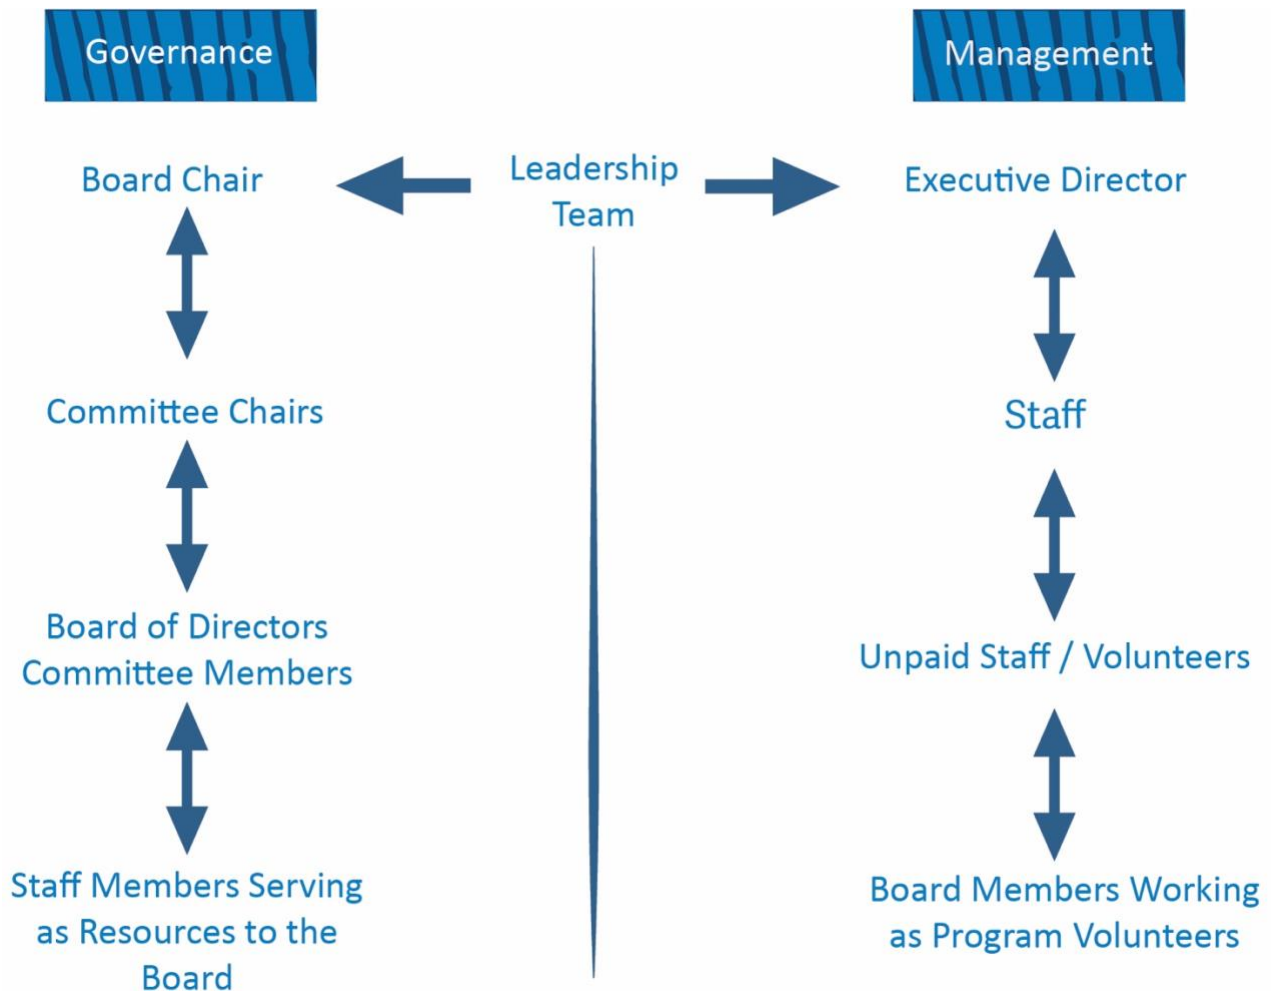 Governance
Management
Board Chair
Leadership
Team
Executive Director
Committee Chairs
Staff
Board of Directors
Committee Members
Unpaid Staff / Volunteers
Staff Members Serving
as Resources to the
Board
Board Members Working
as Program Volunteers